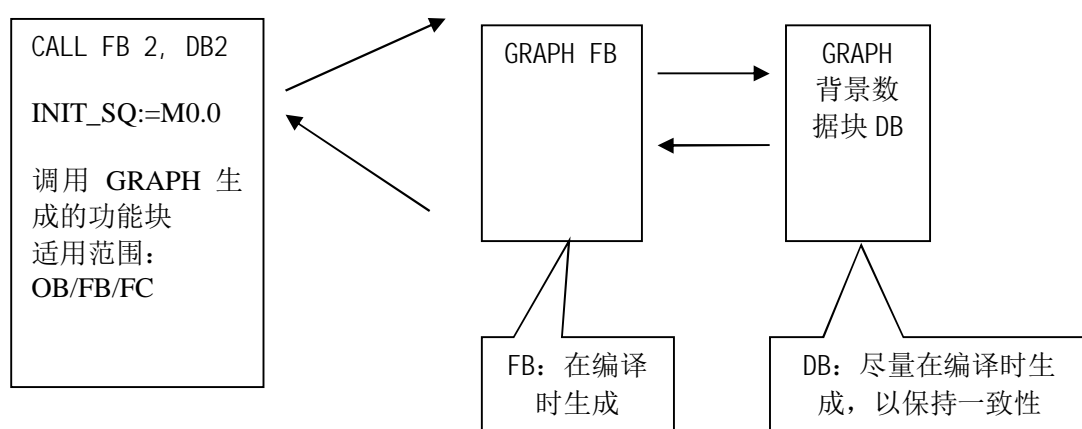 CALL FB 2, DB2
INIT_SQ:=M0.0
调用 GRAPH 生
成的功能块
适用范围：
OB/FB/FC
GRAPH FB
GRAPH
背景数
据块 DB
FB：在编译
时生成
DB：尽量在编译时生
成，以保持一致性